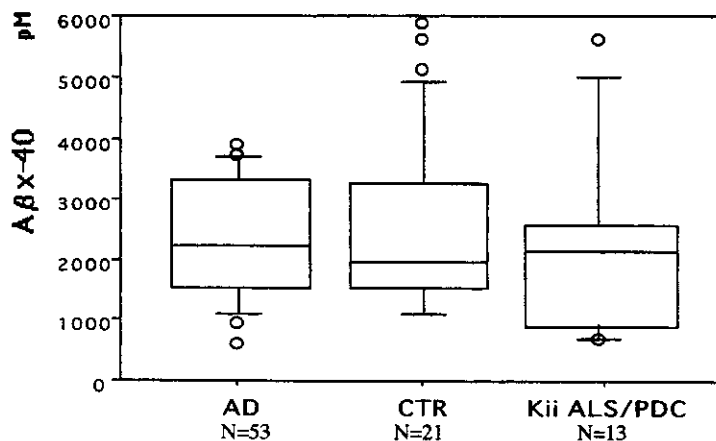 pM
Aβx-40
6000
5000
4000
3000
2000
1000
0
AD
N=53
CTR
N=21
Kii ALS/PDC
N=13